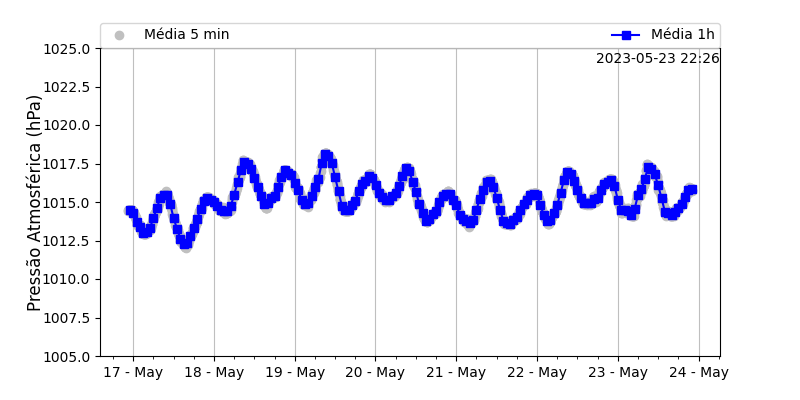 Média 5 min
Média 1h
2023-05-23 22:26
Pressão Atmosférica (hPa)
1025.0
1022.5
1020.0
1017.5
1015.0
1012.5
1010.0
1007.5
1005.0
17 - May
18 - May
19 - May
20 - May
21 - May
22 - May
23 - May
24 - May